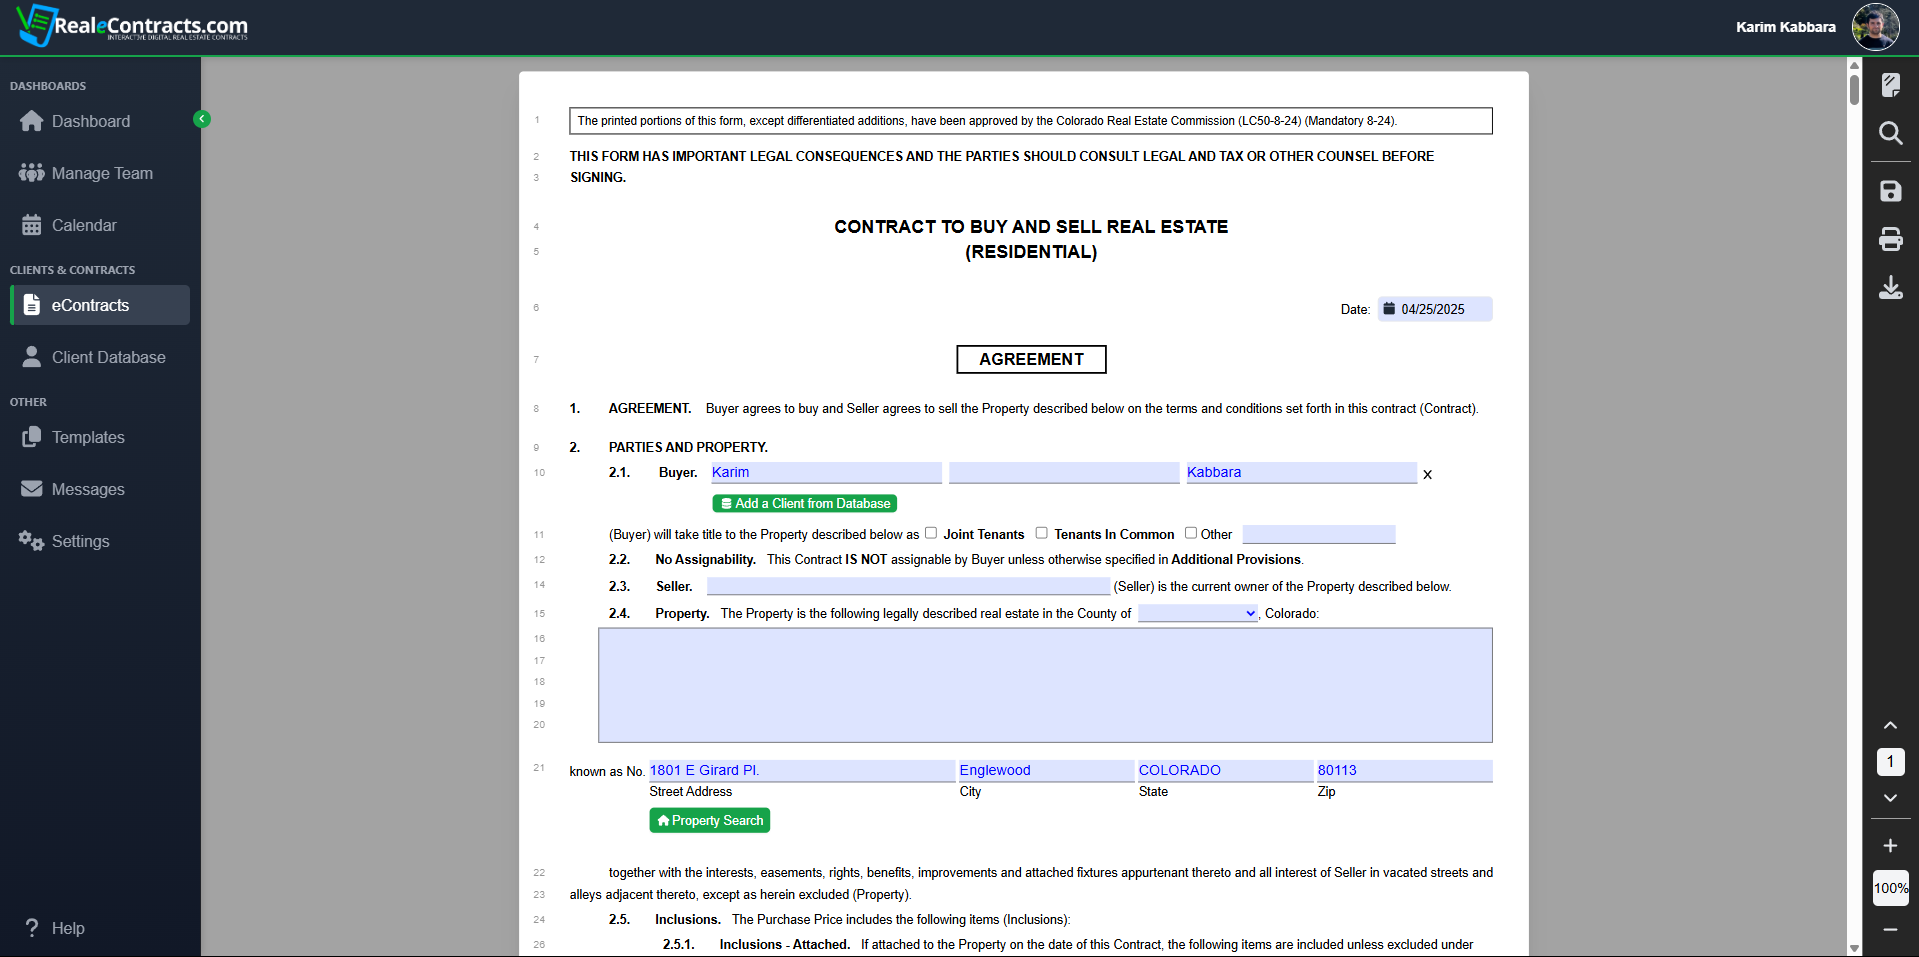 RealeContracts.com
INTERACTIVE DIGITAL REAL ESTATE CONTRACTS
Karim Kabbara
DASHBOARDS
Dashboard
Manage Team
Calendar
CLIENTS & CONTRACTS
eContracts
Client Database
OTHER
Templates
Messages
Settings
Help
1 The printed portions of this form, except differentiated additions, have been approved by the Colorado Real Estate Commission (LC50-8-24) (Mandatory 8-24).
2 THIS FORM HAS IMPORTANT LEGAL CONSEQUENCES AND THE PARTIES SHOULD CONSULT LEGAL AND TAX OR OTHER COUNSEL BEFORE
3 SIGNING.
4 CONTRACT TO BUY AND SELL REAL ESTATE
5 (RESIDENTIAL)
6 Date: 04/25/2025
7 AGREEMENT
8 1. AGREEMENT. Buyer agrees to buy and Seller agrees to sell the Property described below on the terms and conditions set forth in this contract (Contract).
9 2. PARTIES AND PROPERTY.
10 2.1. Buyer. Karim Kabbara X
Add a Client from Database
11 (Buyer) will take title to the Property described below as Joint Tenants Tenants In Common Other
12 2.2. No Assignability. This Contract IS NOT assignable by Buyer unless otherwise specified in Additional Provisions.
14 2.3. Seller. (Seller) is the current owner of the Property described below.
15 2.4. Property. The Property is the following legally described real estate in the County of , Colorado:
16
17
18
19
20
21 known as No. 1801 E Girard Pl. Englewood COLORADO 80113
Street Address City State Zip
Property Search
22 together with the interests, easements, rights, benefits, improvements and attached fixtures appurtenant thereto and all interest of Seller in vacated streets and
23 alleys adjacent thereto, except as herein excluded (Property).
24 2.5. Inclusions. The Purchase Price includes the following items (Inclusions):
26 2.5.1. Inclusions - Attached. If attached to the Property on the date of this Contract, the following items are included unless excluded under
1
100%